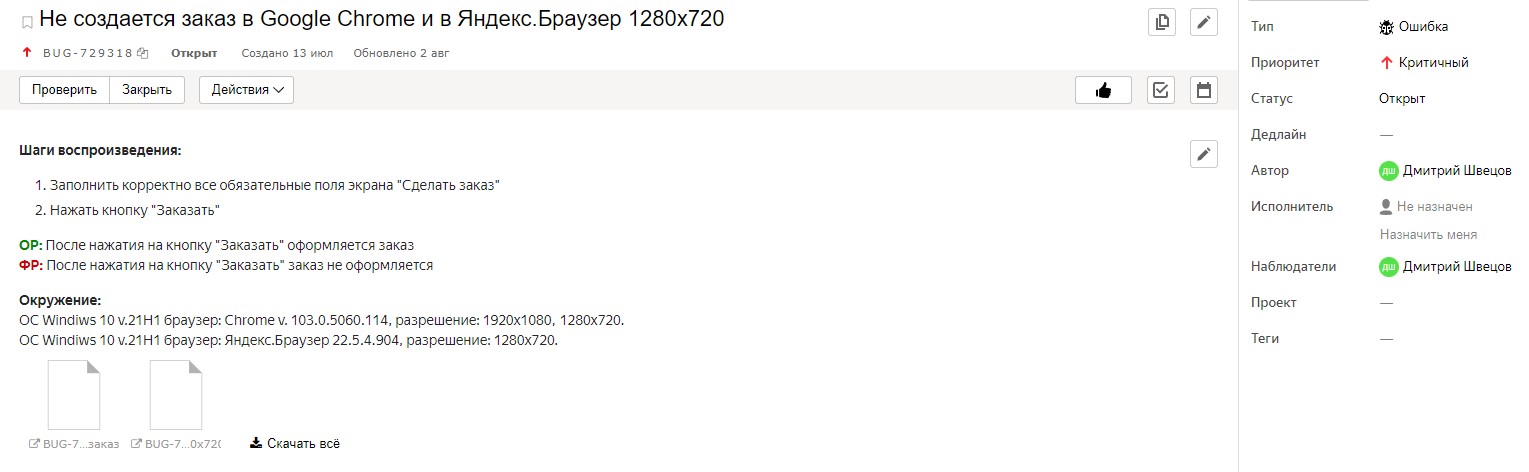 Не создается заказ в Google Chrome и в Яндекс.Браузер 1280x720
BUG-729318 Открыт Создано 13 июл Обновлено 2 авг
Проверить Закрыть Действия
Шаги воспроизведения:
1. Заполнить корректно все обязательные поля экрана "Сделать заказ"
2. Нажать кнопку "Заказать"
ОР: После нажатия на кнопку "Заказать" оформляется заказ
ФР: После нажатия на кнопку "Заказать" заказ не оформляется
Окружение:
ОС Windiws 10 v.21H1 браузер: Chrome v. 103.0.5060.114, разрешение: 1920x1080, 1280x720.
ОС Windiws 10 v.21H1 браузер: Яндекс.Браузер 22.5.4.904, разрешение: 1280x720.
BUG-7...заказ BUG-7...0x720 Скачать всё
Тип Ошибка
Приоритет Критичный
Статус Открыт
Дедлайн —
Автор ДШ Дмитрий Швецов
Исполнитель Не назначен
Назначить меня
Наблюдатели ДШ Дмитрий Швецов
Проект —
Теги —